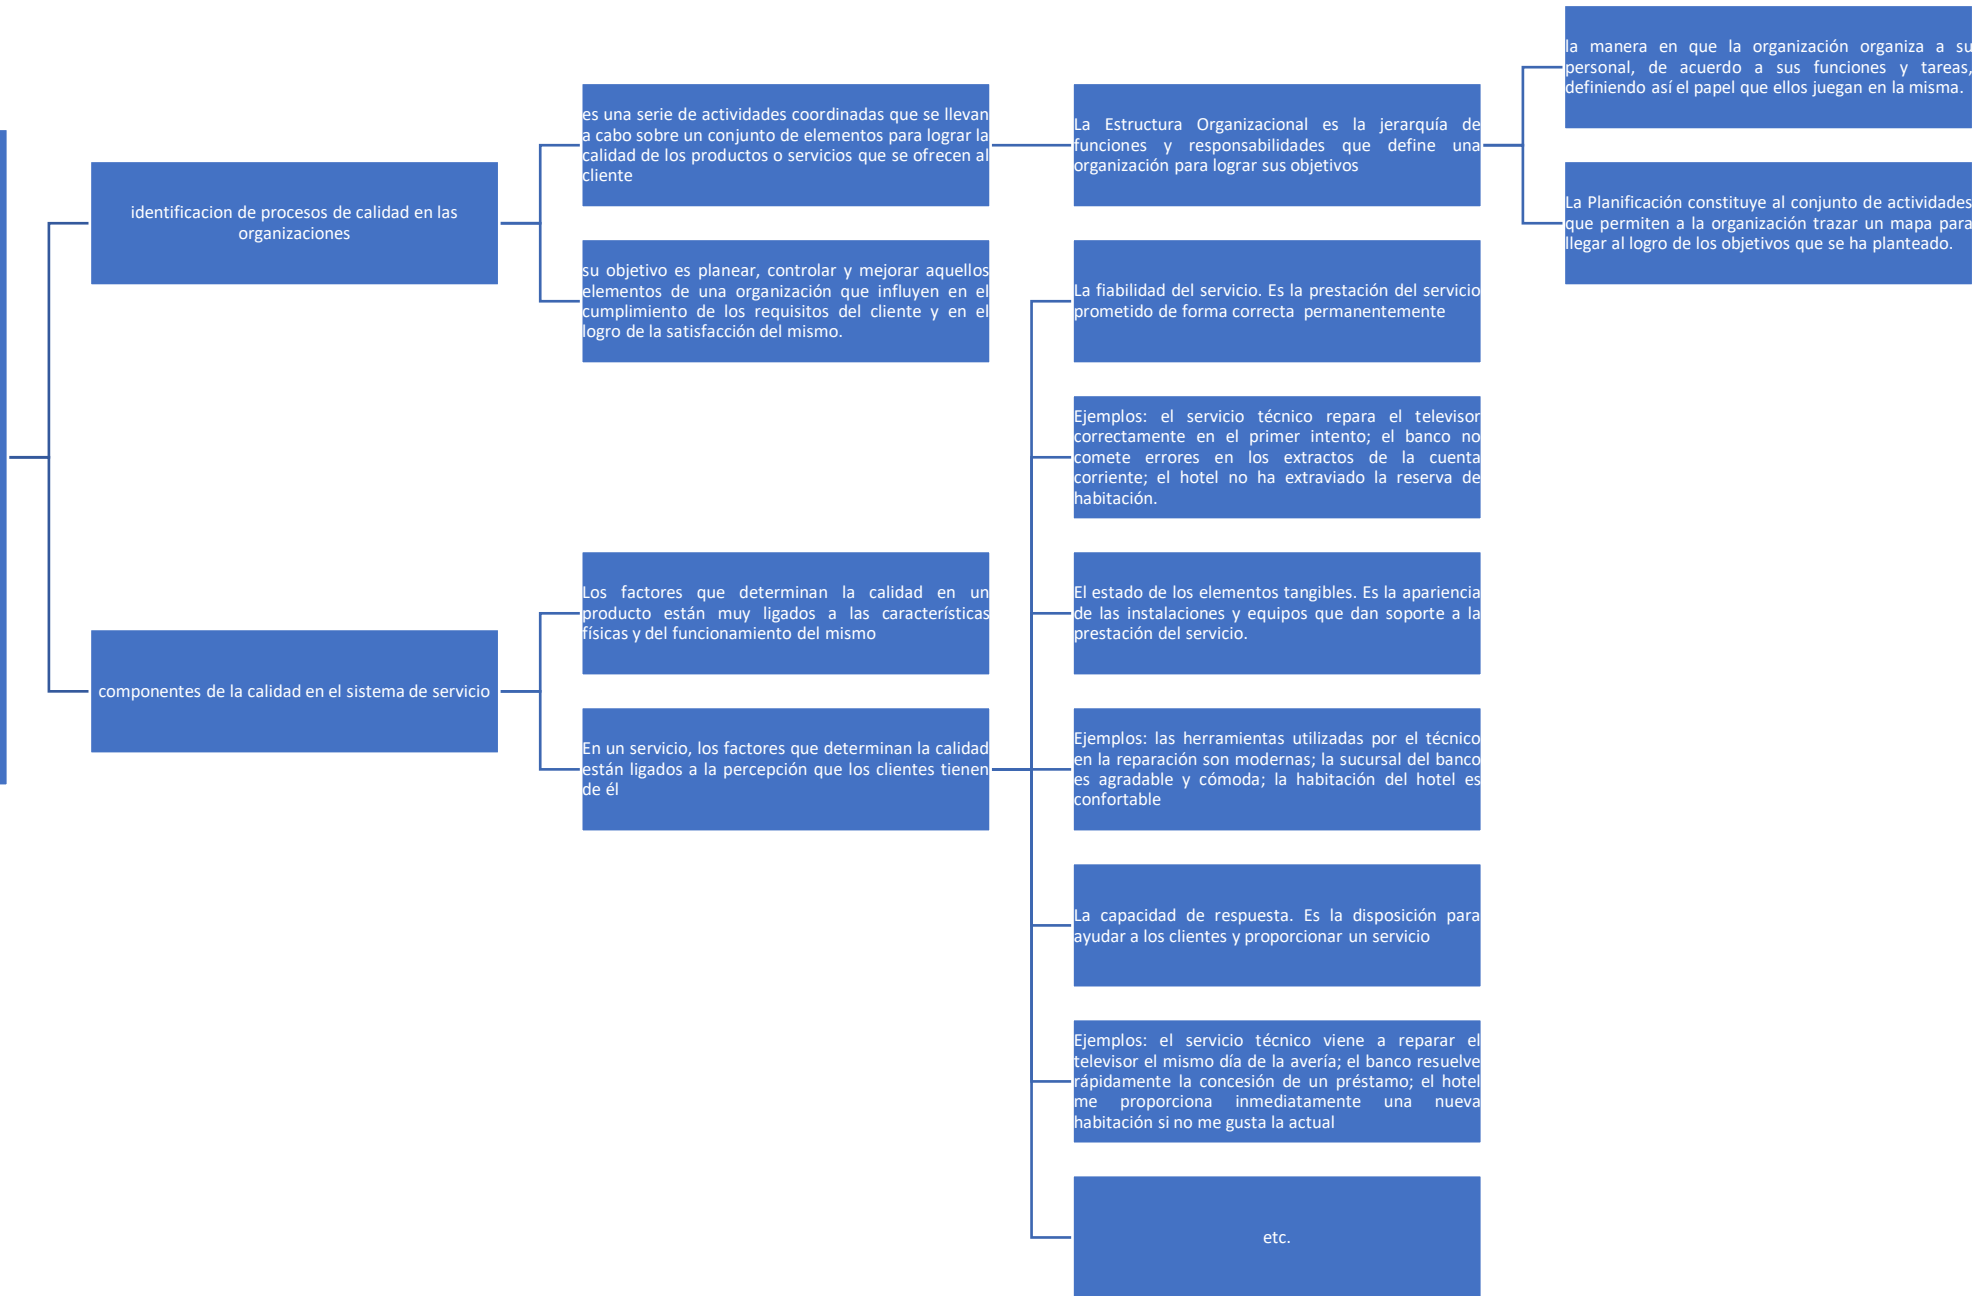 identificacion de procesos de calidad en las
organizaciones
es una serie de actividades coordinadas que se llevan
a cabo sobre un conjunto de elementos para lograr la
calidad de los productos o servicios que se ofrecen al
cliente
La Estructura Organizacional es la jerarquía de
funciones y responsabilidades que define una
organización para lograr sus objetivos
la manera en que la organización organiza a su
personal, de acuerdo a sus funciones y tareas,
definiendo así el papel que ellos juegan en la misma.
La Planificación constituye al conjunto de actividades
que permiten a la organización trazar un mapa para
llegar al logro de los objetivos que se ha planteado.
su objetivo es planear, controlar y mejorar aquellos
elementos de una organización que influyen en el
cumplimiento de los requisitos del cliente y en el
logro de la satisfacción del mismo.
componentes de la calidad en el sistema de servicio
Los factores que determinan la calidad en un
producto están muy ligados a las características
físicas y del funcionamiento del mismo
En un servicio, los factores que determinan la calidad
están ligados a la percepción que los clientes tienen
de él
La fiabilidad del servicio. Es la prestación del servicio
prometido de forma correcta permanentemente
Ejemplos: el servicio técnico repara el televisor
correctamente en el primer intento; el banco no
comete errores en los extractos de la cuenta
corriente; el hotel no ha extraviado la reserva de
habitación.
El estado de los elementos tangibles. Es la apariencia
de las instalaciones y equipos que dan soporte a la
prestación del servicio.
Ejemplos: las herramientas utilizadas por el técnico
en la reparación son modernas; la sucursal del banco
es agradable y cómoda; la habitación del hotel es
confortable
La capacidad de respuesta. Es la disposición para
ayudar a los clientes y proporcionar un servicio
Ejemplos: el servicio técnico viene a reparar el
televisor el mismo día de la avería; el banco resuelve
rápidamente la concesión de un préstamo; el hotel
me proporciona inmediatamente una nueva
habitación si no me gusta la actual
etc.